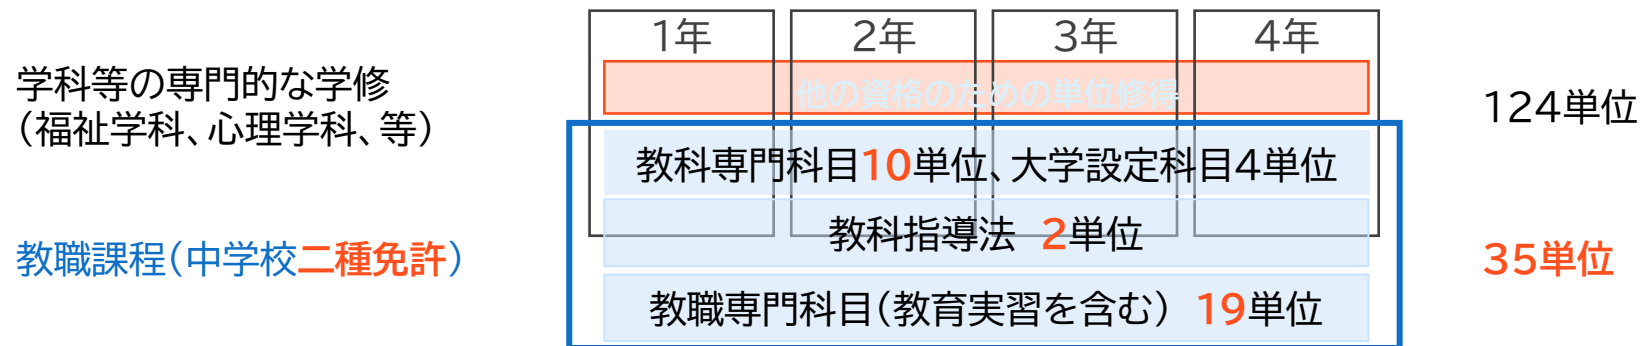 1年 2年 3年 4年
学科等の専門的な学修
（福祉学科、心理学科、等）
他の資格のための単位修得
124単位
教科専門科目10単位、大学設定科目4単位
教科指導法 2単位
教職課程（中学校二種免許）
35単位
教職専門科目（教育実習を含む） 19単位